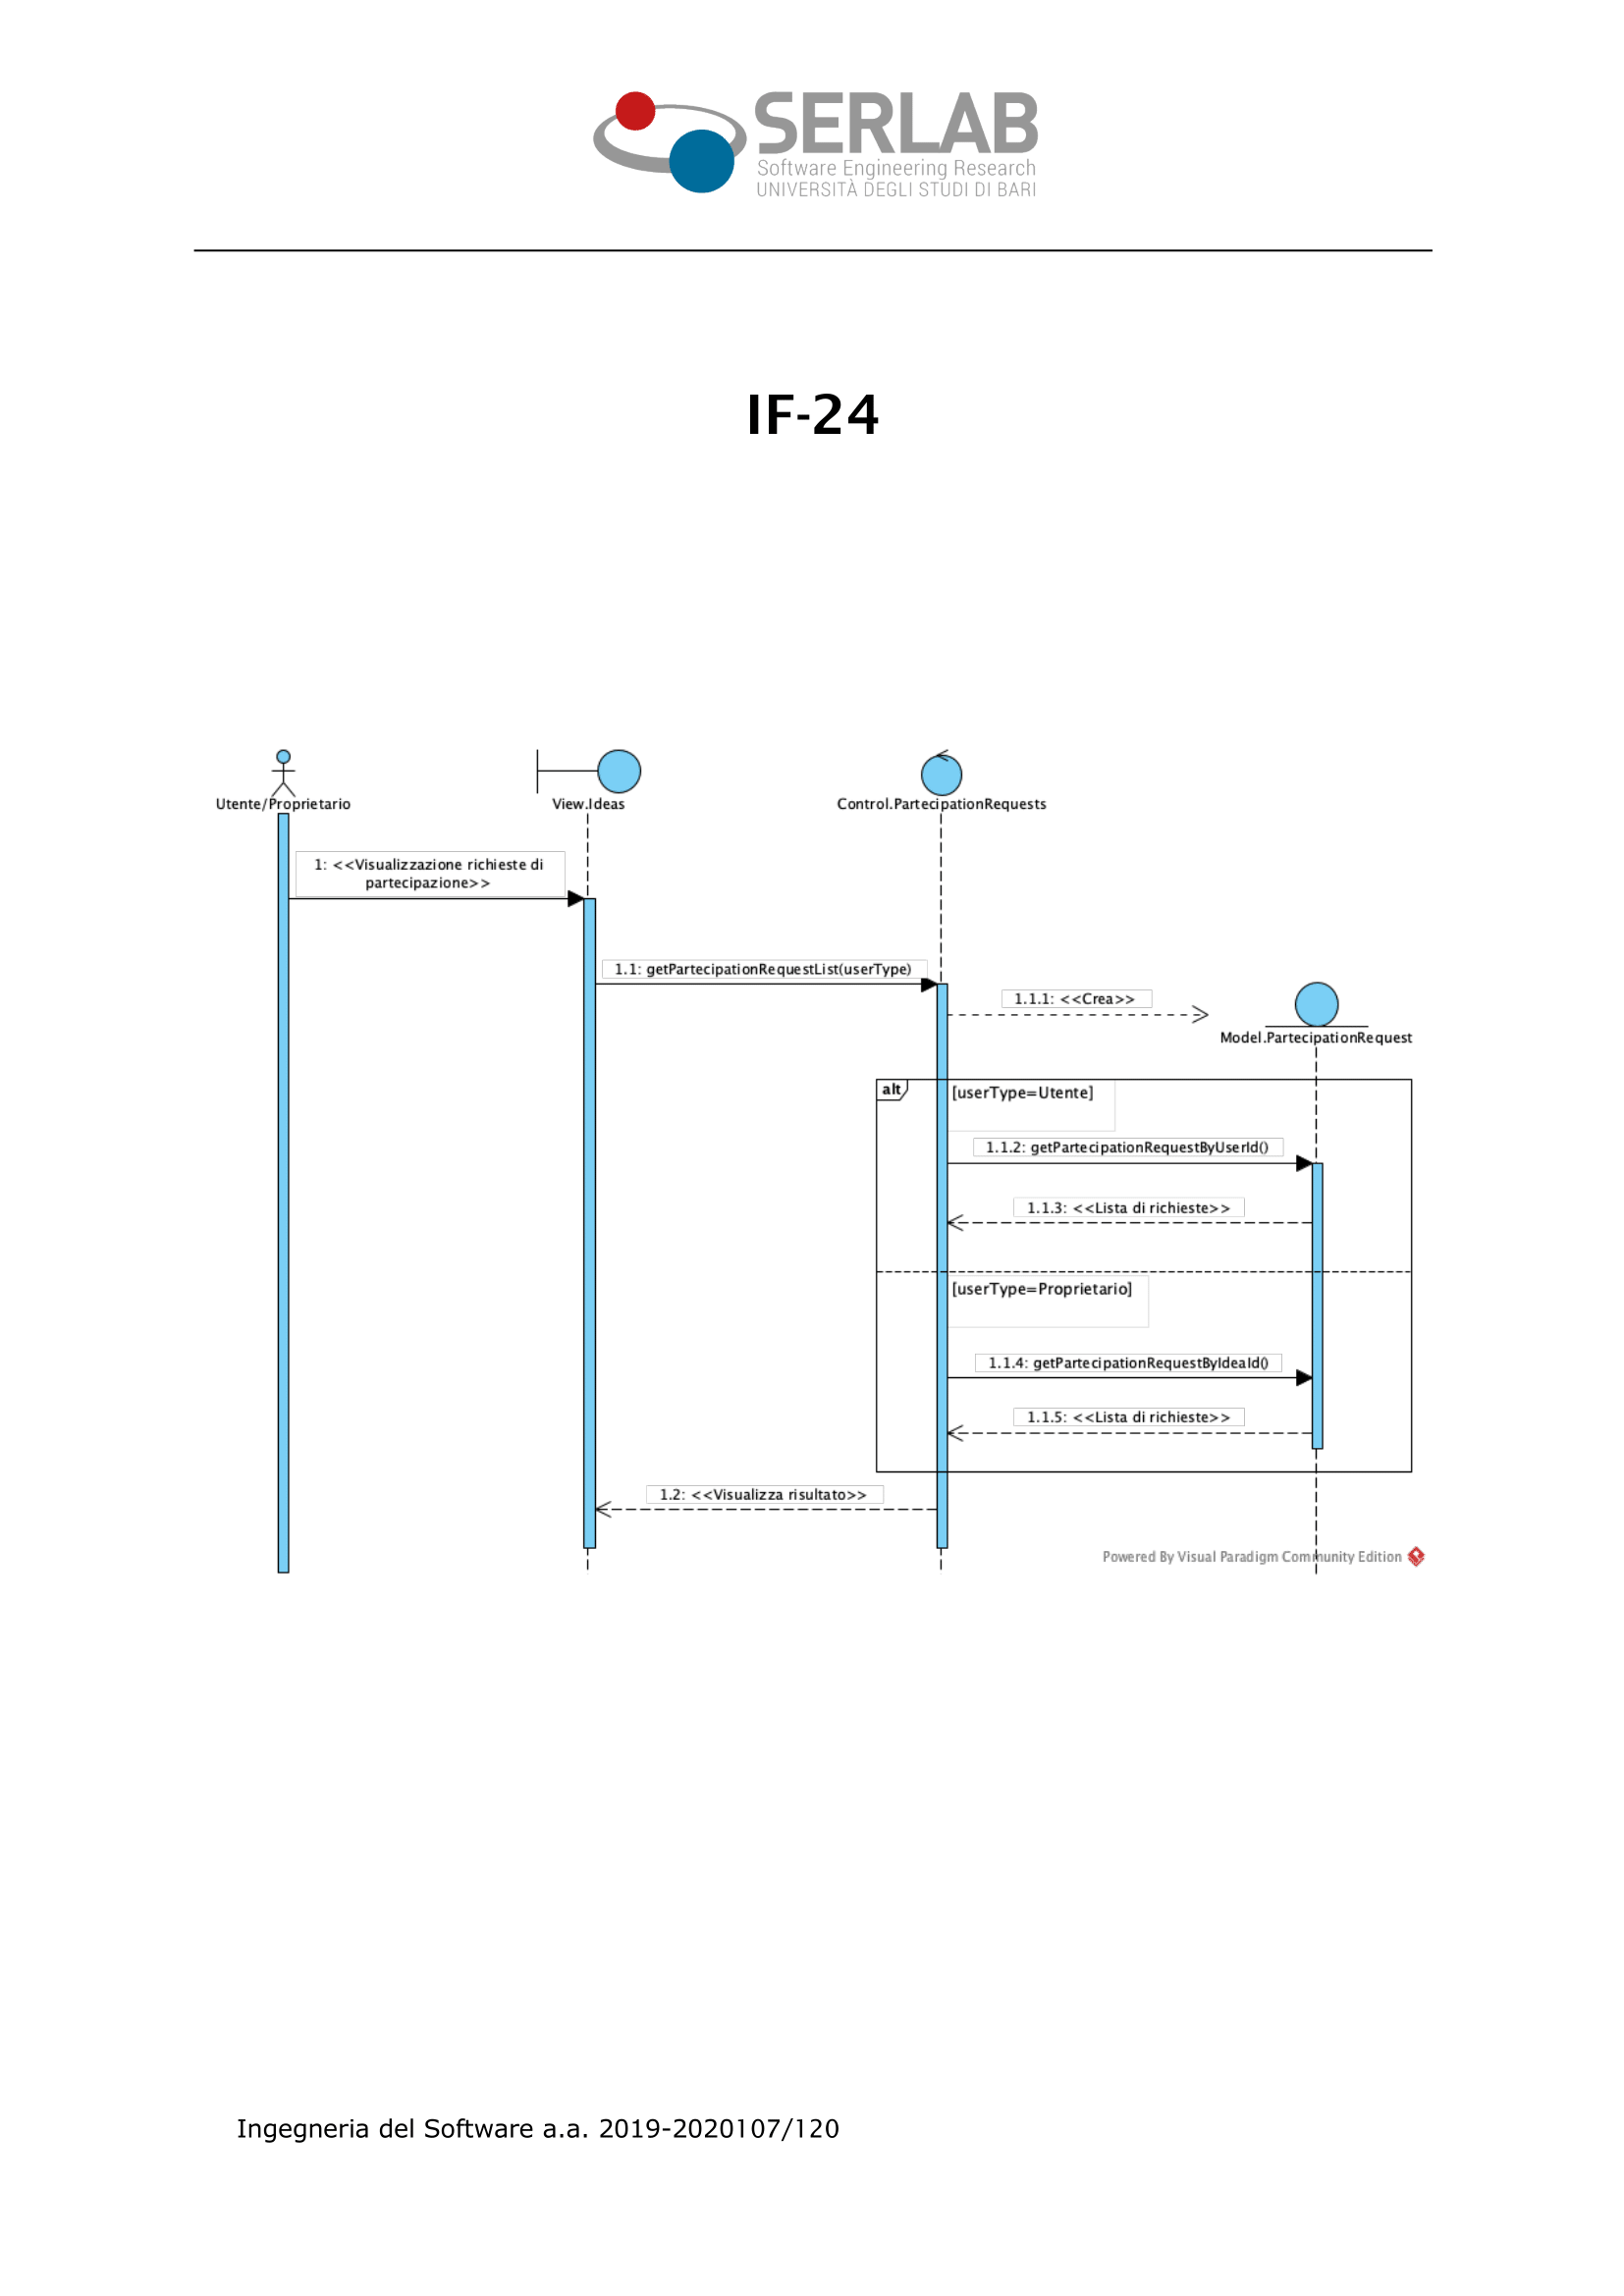 SERLAB
Software Engineering Research
UNIVERSITÀ DEGLI STUDI DI BARI
IF-24
Utente/Proprietario
View.Ideas
Control.PartecipationRequests
1: <<Visualizzazione richieste di
partecipazione>>
1.1: getPartecipationRequestList(userType)
1.1.1: <<Crea>>
Model.PartecipationRequest
alt
[userType=Utente]
1.1.2: getPartecipationRequestByUserId()
1.1.3: <<Lista di richieste>>
[userType=Proprietario]
1.1.4: getPartecipationRequestByIdeaId()
1.1.5: <<Lista di richieste>>
1.2: <<Visualizza risultato>>
Powered By Visual Paradigm Community Edition
Ingegneria del Software a.a. 2019-2020107/120